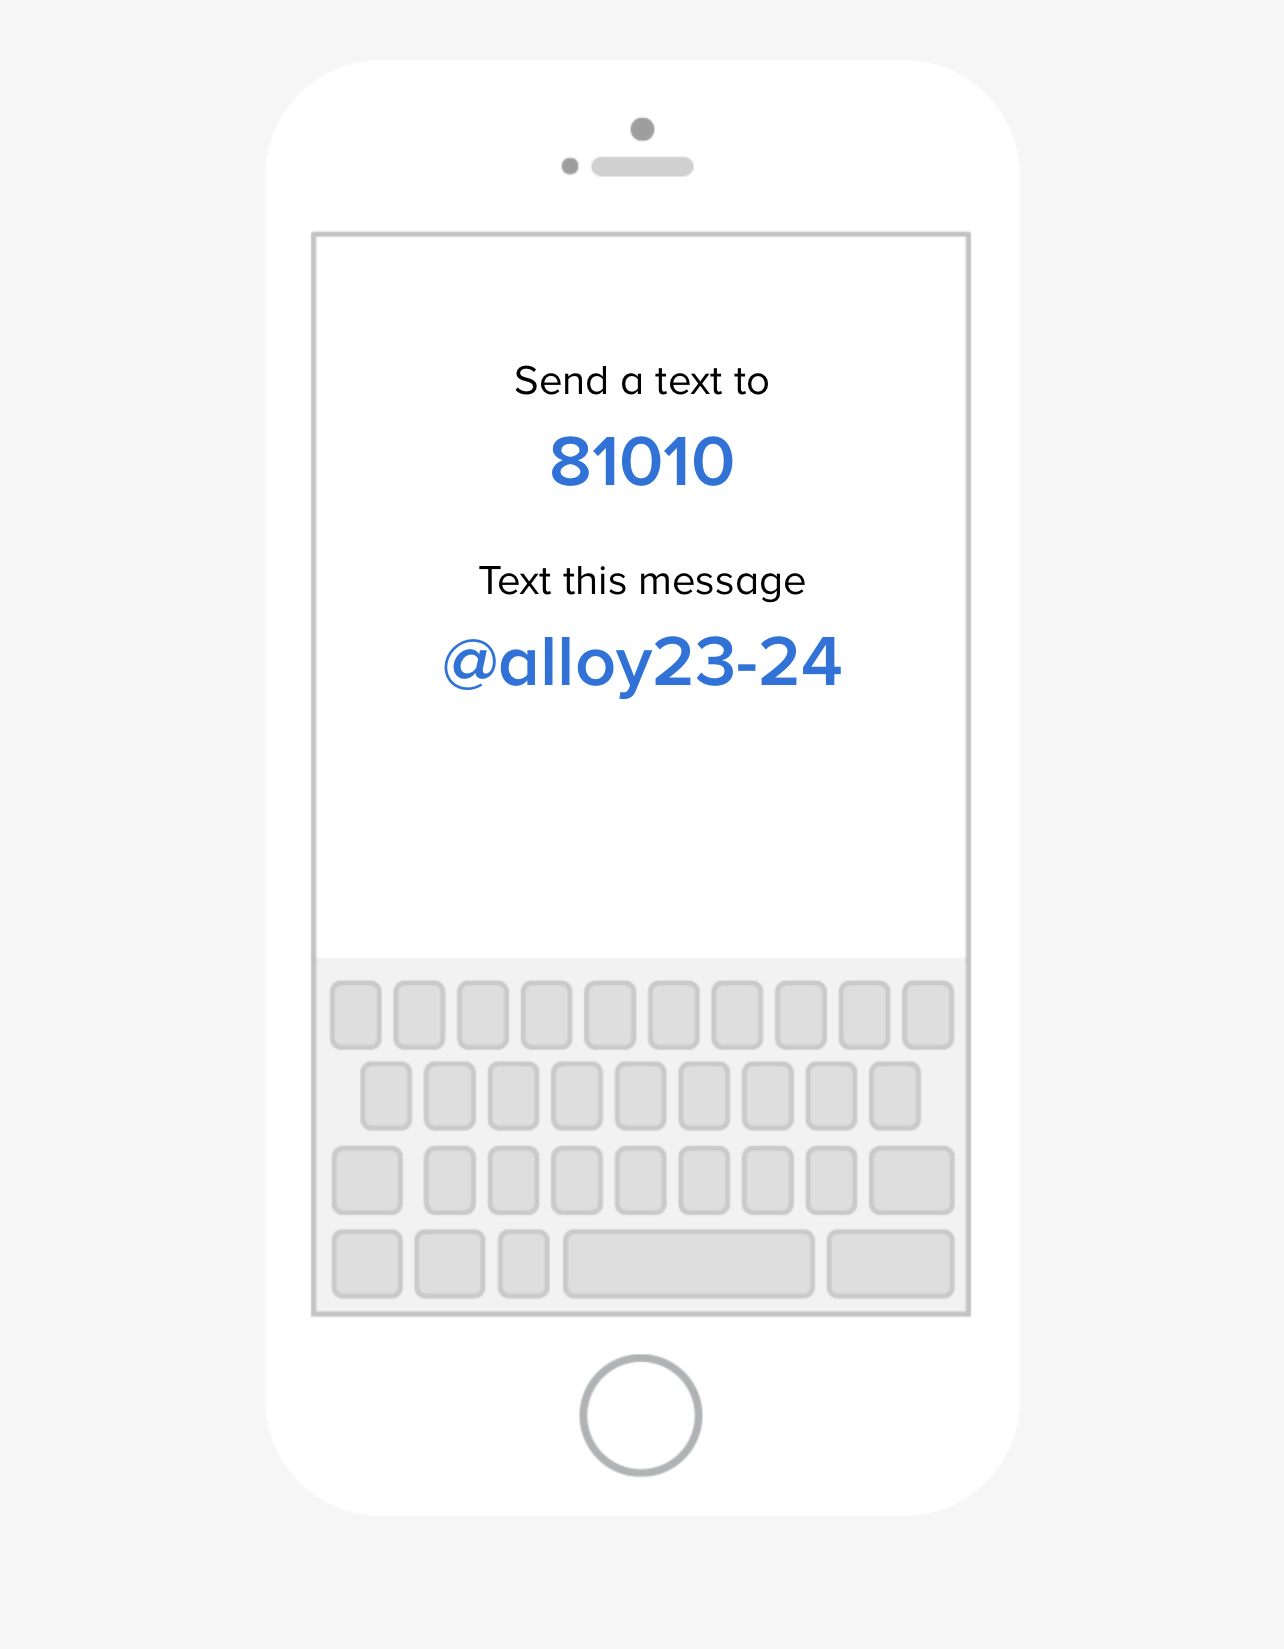 Send a text to
81010
Text this message
@alloy23-24